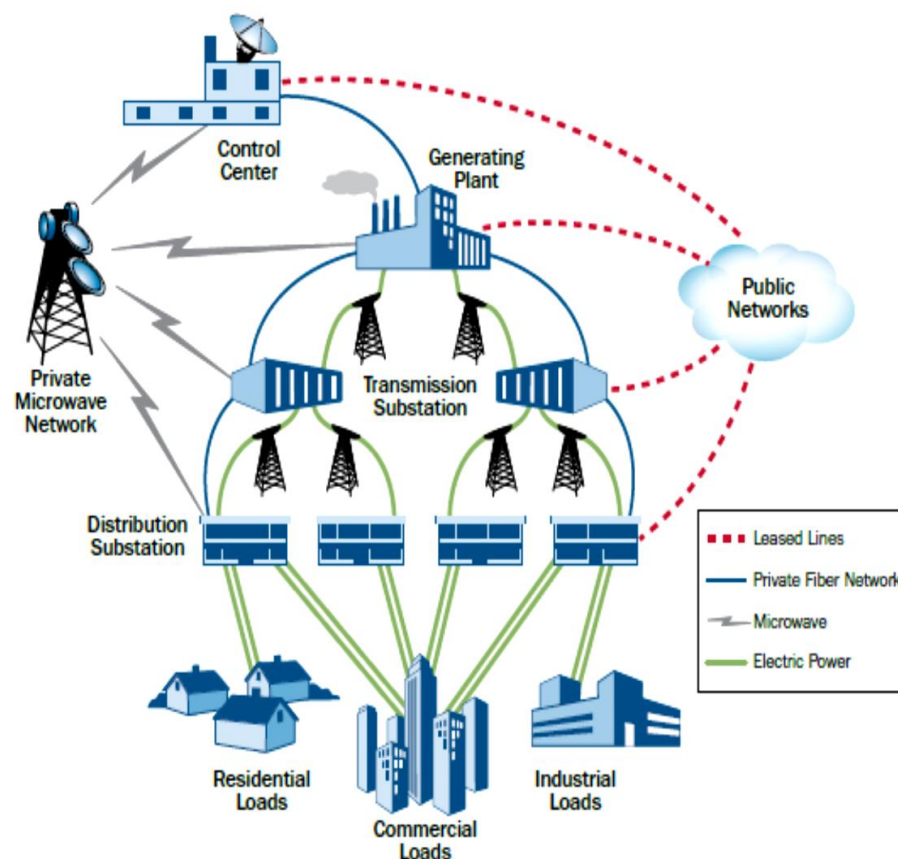 Control
Center
Generating
Plant
Public
Networks
Private
Microwave
Network
Transmission
Substation
Distribution
Substation
Leased Lines
Private Fiber Network
Microwave
Electric Power
Residential
Loads
Commercial
Loads
Industrial
Loads